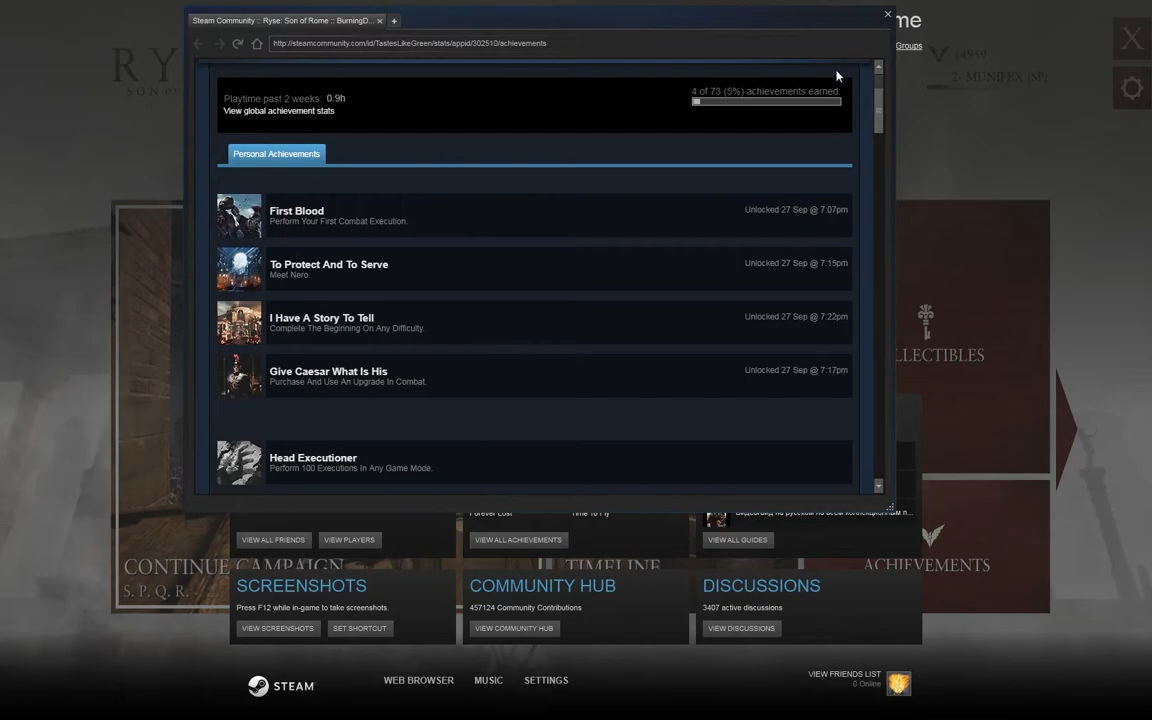 Steam Community :: Ryse: Son of Rome :: BurningD...
me
Groups
http://steamcommunity.com/id/TastesLikeGreen/stats/appid/302510/achievements
RY
SON
14959
2- MUNIFEX (SP)
Playtime past 2 weeks: 0.9h
View global achievement stats
4 of 73 (5%) achievements earned:
Personal Achievements
First Blood
Perform Your First Combat Execution.
Unlocked 27 Sep @ 7:07pm
To Protect And To Serve
Meet Nero.
Unlocked 27 Sep @ 7:15pm
I Have A Story To Tell
Complete The Beginning On Any Difficulty.
Unlocked 27 Sep @ 7:22pm
Give Caesar What Is His
Purchase And Use An Upgrade In Combat.
Unlocked 27 Sep @ 7:17pm
Head Executioner
Perform 100 Executions In Any Game Mode.
LLECTIBLES
Forever Lost
Time To Fly
Видеогайд на русском по всем коллекционным п...
VIEW ALL FRIENDS
VIEW PLAYERS
VIEW ALL ACHIEVEMENTS
VIEW ALL GUIDES
CONTINUE CAMPAIGN
S. P. Q. R.
TIMELINE
ACHIEVEMENTS
SCREENSHOTS
Press F12 while in-game to take screenshots.
VIEW SCREENSHOTS
SET SHORTCUT
COMMUNITY HUB
457124 Community Contributions
VIEW COMMUNITY HUB
DISCUSSIONS
3407 active discussions
VIEW DISCUSSIONS
STEAM
WEB BROWSER
MUSIC
SETTINGS
VIEW FRIENDS LIST
0 Online